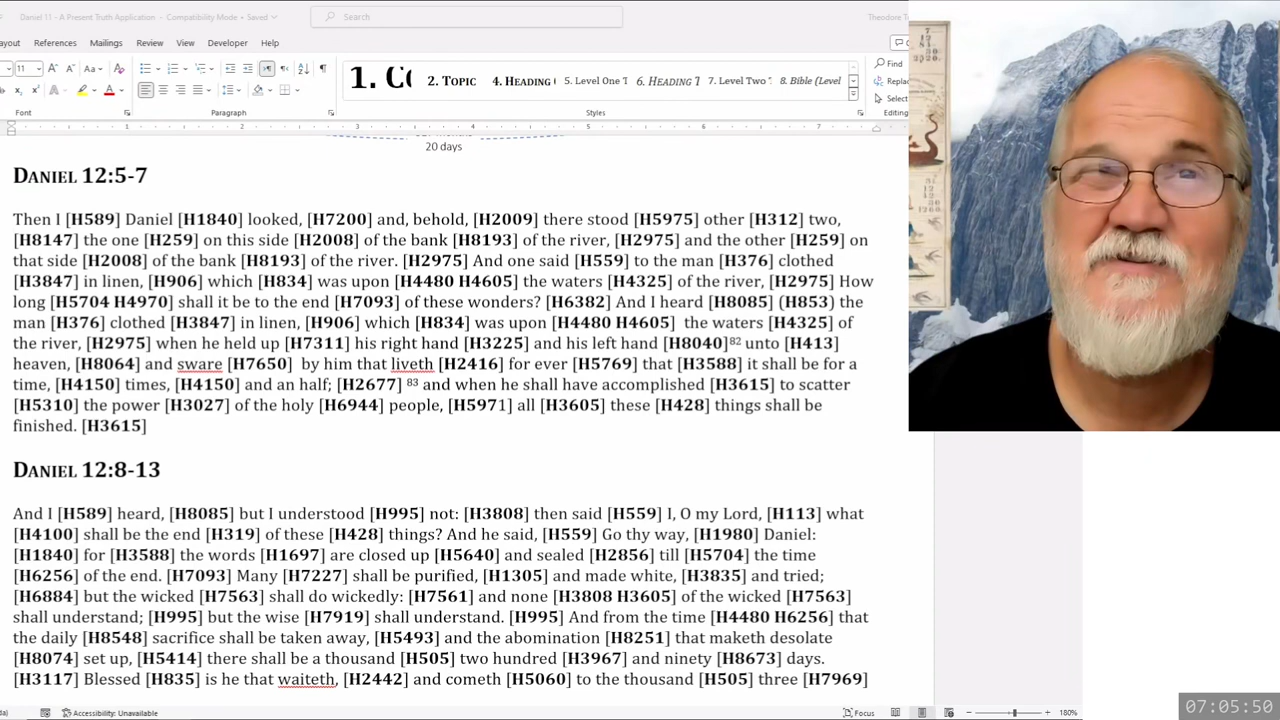 Daniel 11 - A Present Truth Application - Compatibility Mode • Saved
Search
Theodore T
ayout References Mailings Review View Developer Help
11
Aa
1. Co
2. Topic
4. Heading
5. Level One 'I
6. Heading T
7. Level Two "
8. Bible (Level
Find
Replac
Select
Font
Paragraph
Styles
Editing
1 2 3 4 5 6 7
20 days
Daniel 12:5-7
Then I [H589] Daniel [H1840] looked, [H7200] and, behold, [H2009] there stood [H5975] other [H312] two,
[H8147] the one [H259] on this side [H2008] of the bank [H8193] of the river, [H2975] and the other [H259] on
that side [H2008] of the bank [H8193] of the river. [H2975] And one said [H559] to the man [H376] clothed
[H3847] in linen, [H906] which [H834] was upon [H4480 H4605] the waters [H4325] of the river, [H2975] How
long [H5704 H4970] shall it be to the end [H7093] of these wonders? [H6382] And I heard [H8085] (H853) the
man [H376] clothed [H3847] in linen, [H906] which [H834] was upon [H4480 H4605] the waters [H4325] of
the river, [H2975] when he held up [H7311] his right hand [H3225] and his left hand [H8040]82 unto [H413]
heaven, [H8064] and sware [H7650] by him that liveth [H2416] for ever [H5769] that [H3588] it shall be for a
time, [H4150] times, [H4150] and an half; [H2677] 83 and when he shall have accomplished [H3615] to scatter
[H5310] the power [H3027] of the holy [H6944] people, [H5971] all [H3605] these [H428] things shall be
finished. [H3615]
Daniel 12:8-13
And I [H589] heard, [H8085] but I understood [H995] not: [H3808] then said [H559] I, O my Lord, [H113] what
[H4100] shall be the end [H319] of these [H428] things? And he said, [H559] Go thy way, [H1980] Daniel:
[H1840] for [H3588] the words [H1697] are closed up [H5640] and sealed [H2856] till [H5704] the time
[H6256] of the end. [H7093] Many [H7227] shall be purified, [H1305] and made white, [H3835] and tried;
[H6884] but the wicked [H7563] shall do wickedly: [H7561] and none [H3808 H3605] of the wicked [H7563]
shall understand; [H995] but the wise [H7919] shall understand. [H995] And from the time [H4480 H6256] that
the daily [H8548] sacrifice shall be taken away, [H5493] and the abomination [H8251] that maketh desolate
[H8074] set up, [H5414] there shall be a thousand [H505] two hundred [H3967] and ninety [H8673] days.
[H3117] Blessed [H835] is he that waiteth, [H2442] and cometh [H5060] to the thousand [H505] three [H7969]
Accessibility: Unavailable
Focus
180%
07:05:50